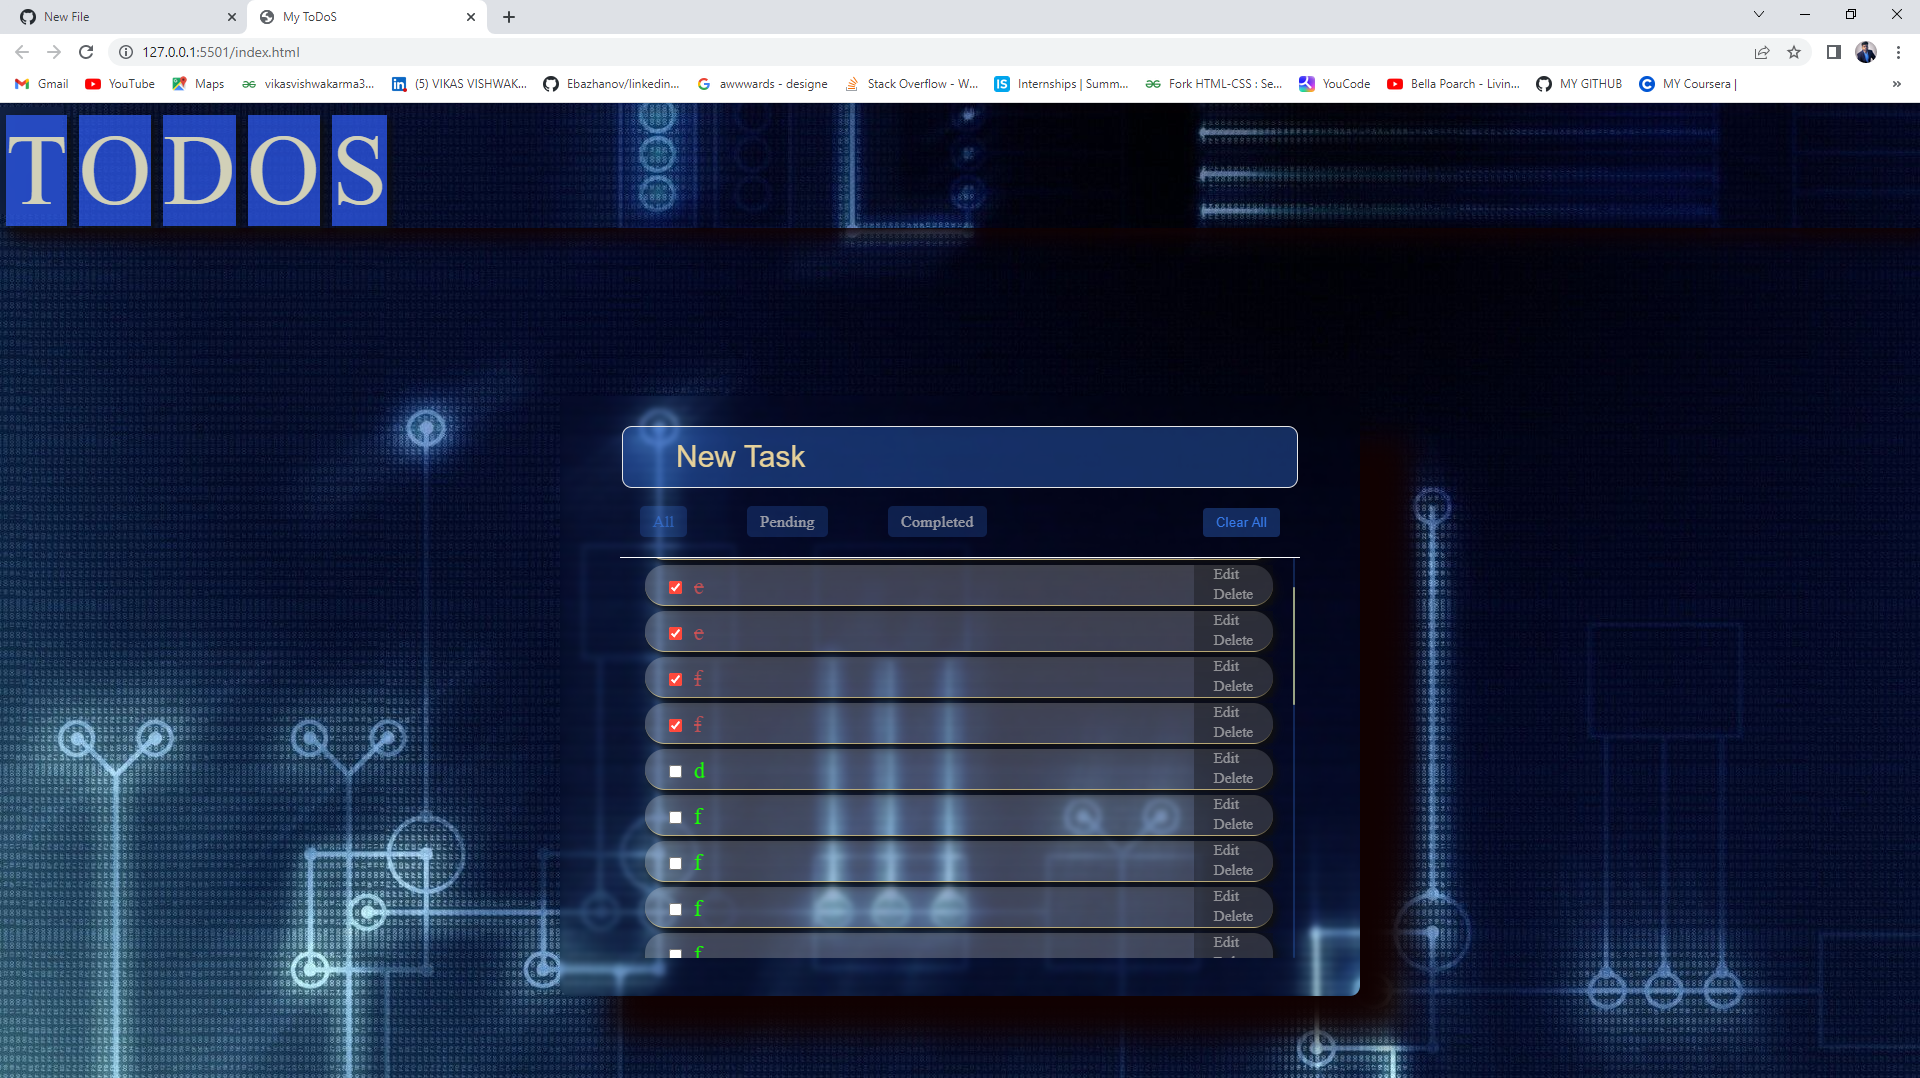 New File
My ToDoS
127.0.0.1:5501/index.html
Gmail YouTube Maps vikasvishwakarma3... (5) VIKAS VISHWAK... Ebazhanov/linkedin... awwwards - designe Stack Overflow - W... Internships | Summ... Fork HTML-CSS : Se... YouCode Bella Poarch - Livin... MY GITHUB MY Coursera | »
TODOS
New Task
All Pending Completed Clear All
e Edit
Delete
e Edit
Delete
f Edit
Delete
f Edit
Delete
d Edit
Delete
f Edit
Delete
f Edit
Delete
f Edit
Delete
f Edit